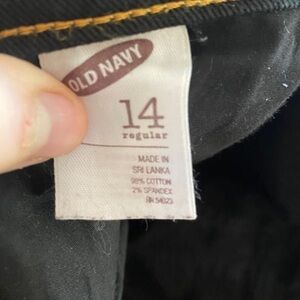 OLD NAVY
14
regular
MADE IN
SRI LANKA
98% COTTON
2% SPANDEX
RN 54023